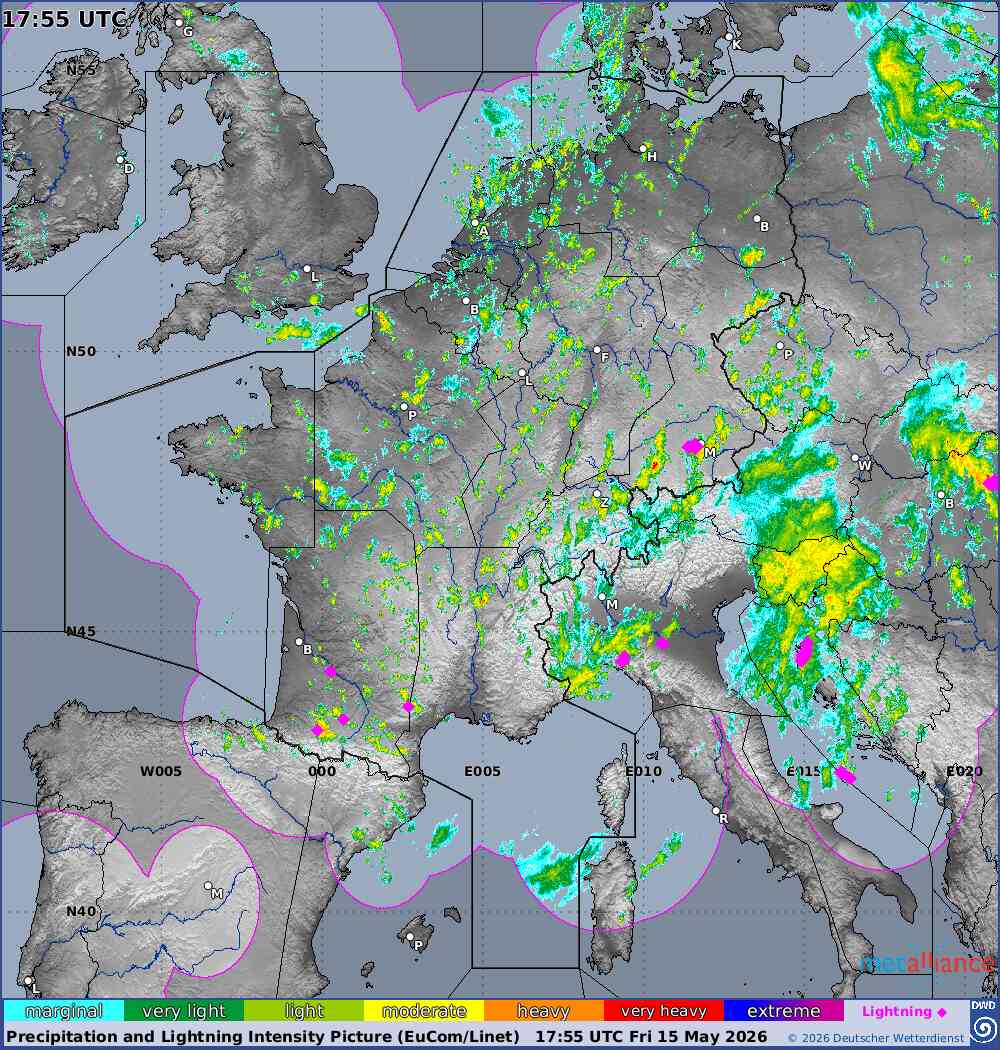 17:55 UTC
G
K
N55
H
D
A
B
L
B
N50
F
P
L
P
M
W
Z
B
M
N45
B
W005
000
E005
E010
E015
E020
R
M
N40
P
L
metalliance
marginal very light light moderate heavy very heavy extreme Lightning
DWD
Precipitation and Lightning Intensity Picture (EuCom/Linet) 17:55 UTC Fri 15 May 2026 © 2026 Deutscher Wetterdienst